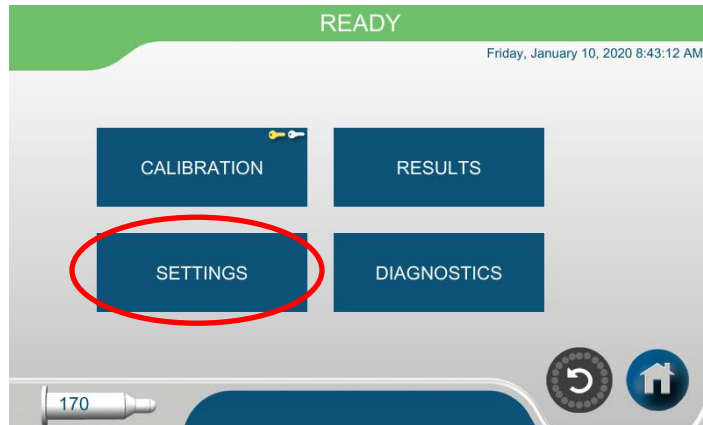 READY
Friday, January 10, 2020 8:43:12 AM
CALIBRATION
RESULTS
SETTINGS
DIAGNOSTICS
170